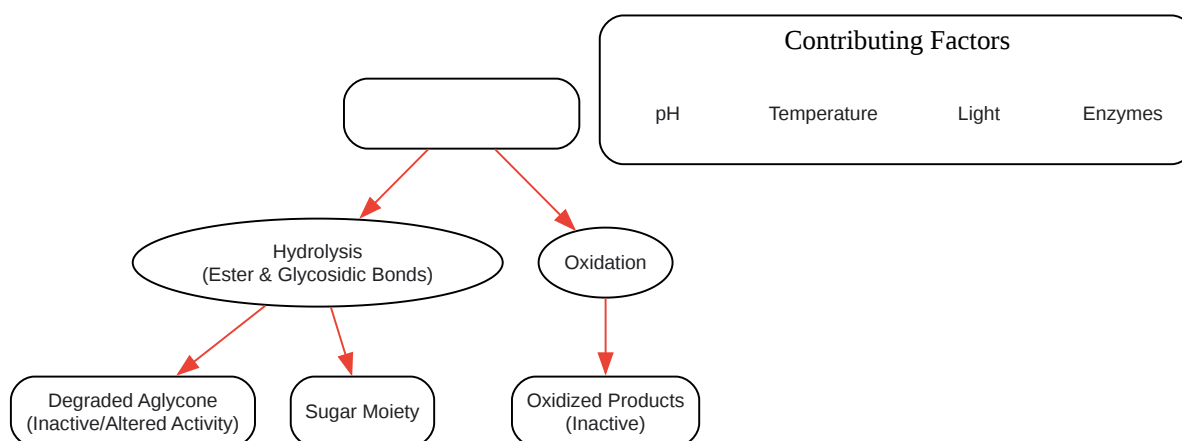 Contributing Factors
pH Temperature Light Enzymes
Hydrolysis
(Ester & Glycosidic Bonds)
Oxidation
Degraded Aglycone
(Inactive/Altered Activity)
Sugar Moiety
Oxidized Products
(Inactive)